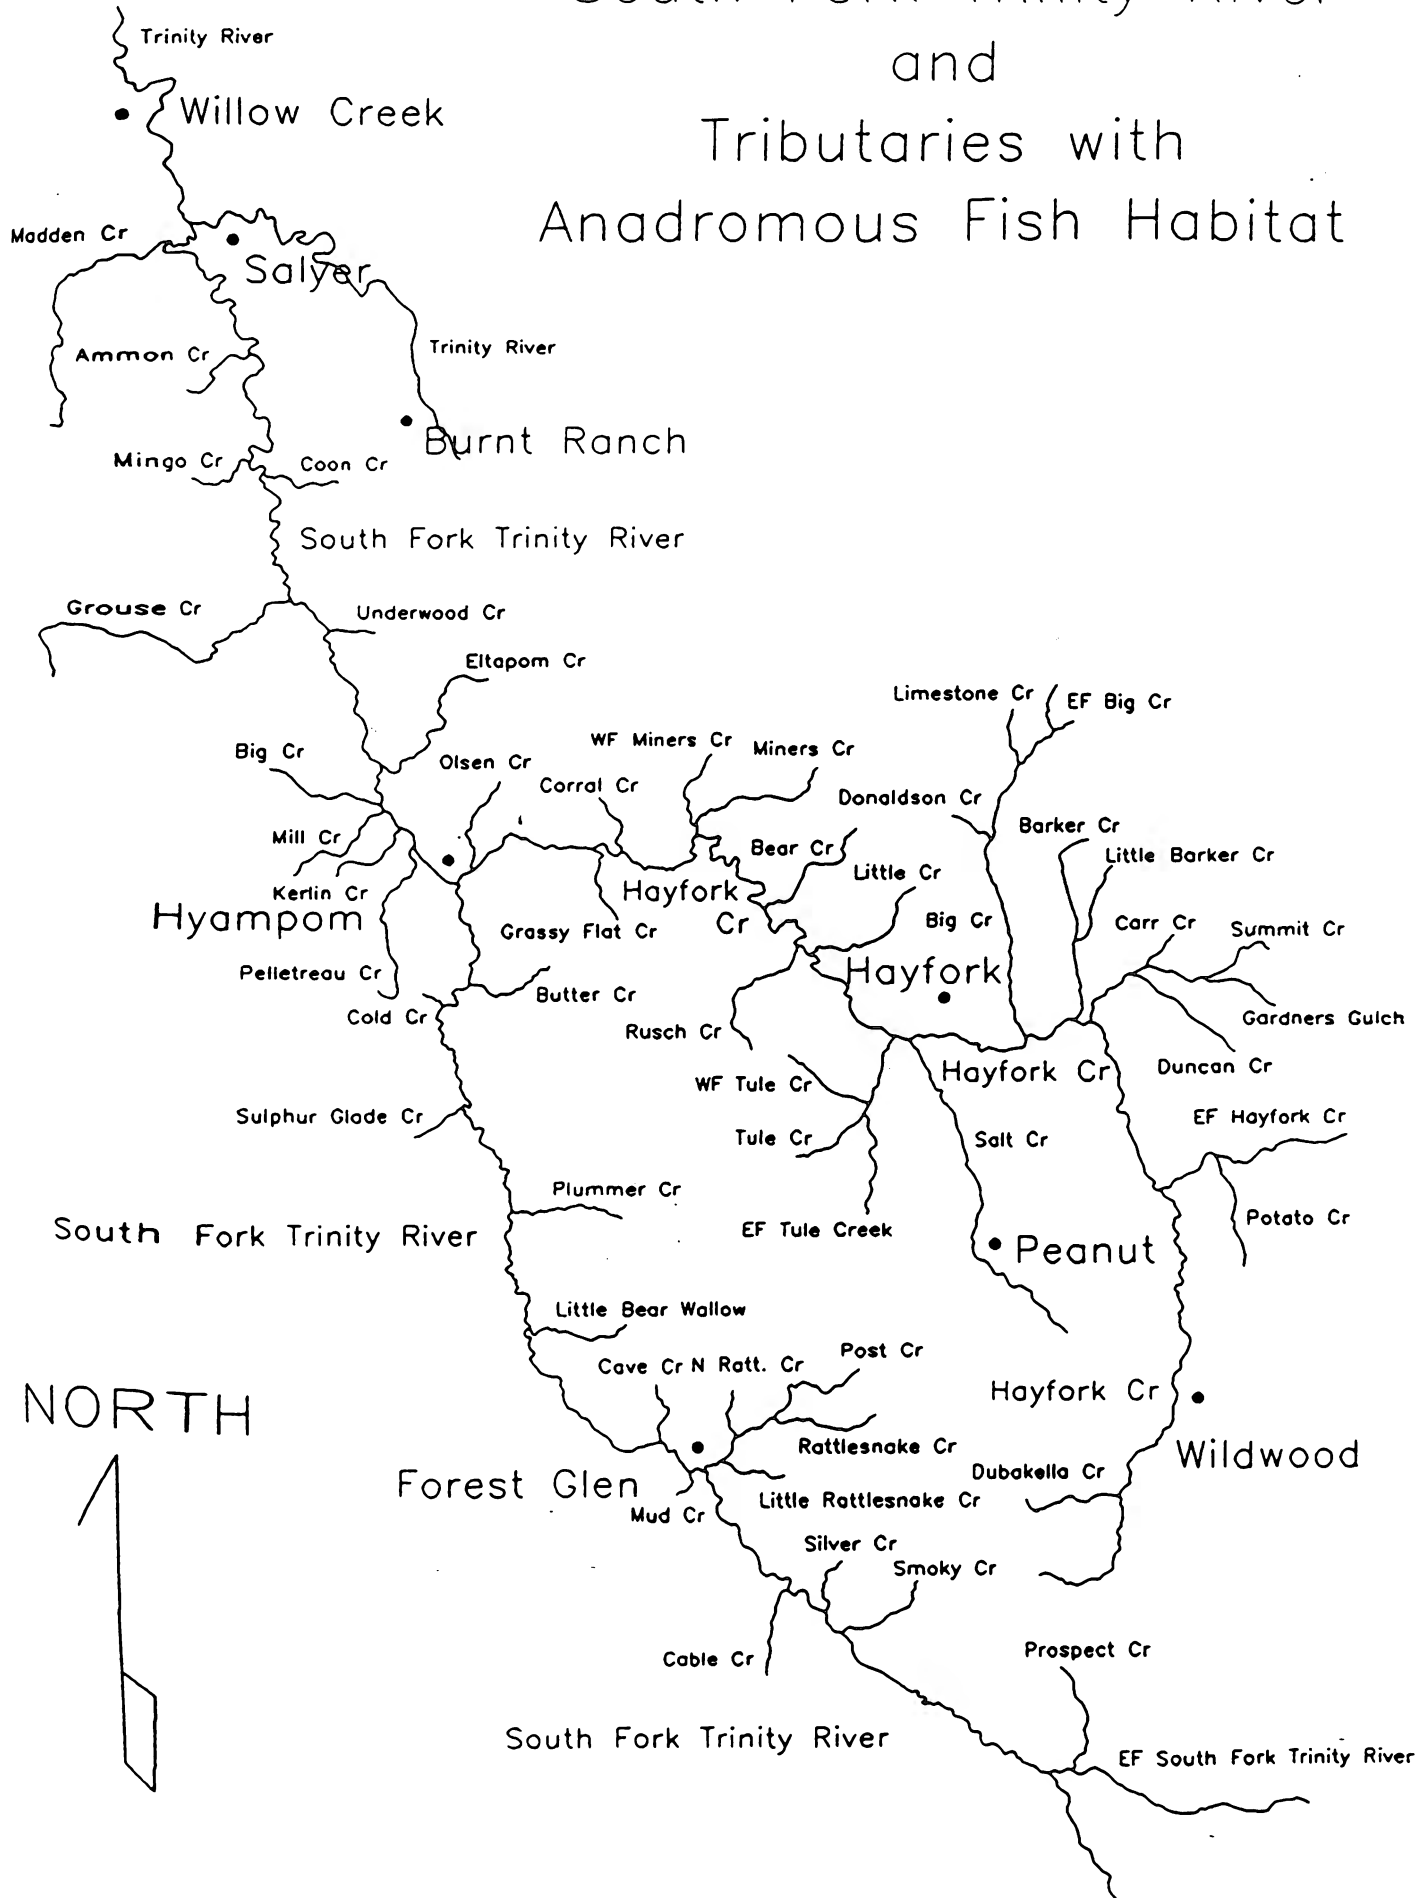 South Fork Trinity River
and
Tributaries with
Anadromous Fish Habitat
Trinity River
Willow Creek
Madden Cr
Salyer
Ammon Cr
Trinity River
Burnt Ranch
Mingo Cr
Coon Cr
South Fork Trinity River
Grouse Cr
Underwood Cr
Eltapom Cr
Limestone Cr
EF Big Cr
Big Cr
Olsen Cr
WF Miners Cr
Miners Cr
Corral Cr
Donaldson Cr
Barker Cr
Mill Cr
Bear Cr
Little Barker Cr
Kerlin Cr
Hayfork
Cr
Little Cr
Hyampom
Grassy Flat Cr
Big Cr
Carr Cr
Summit Cr
Pelletreau Cr
Butter Cr
Hayfork
Cold Cr
Rusch Cr
Gardners Gulch
WF Tule Cr
Hayfork Cr
Duncan Cr
Sulphur Glade Cr
Tule Cr
Salt Cr
EF Hayfork Cr
Plummer Cr
South Fork Trinity River
EF Tule Creek
Peanut
Potato Cr
Little Bear Wallow
Cave Cr
N Ratt. Cr
Post Cr
NORTH
Hayfork Cr
Rattlesnake Cr
Wildwood
Forest Glen
Dubakella Cr
Mud Cr
Little Rattlesnake Cr
Silver Cr
Smoky Cr
Cable Cr
Prospect Cr
South Fork Trinity River
EF South Fork Trinity River